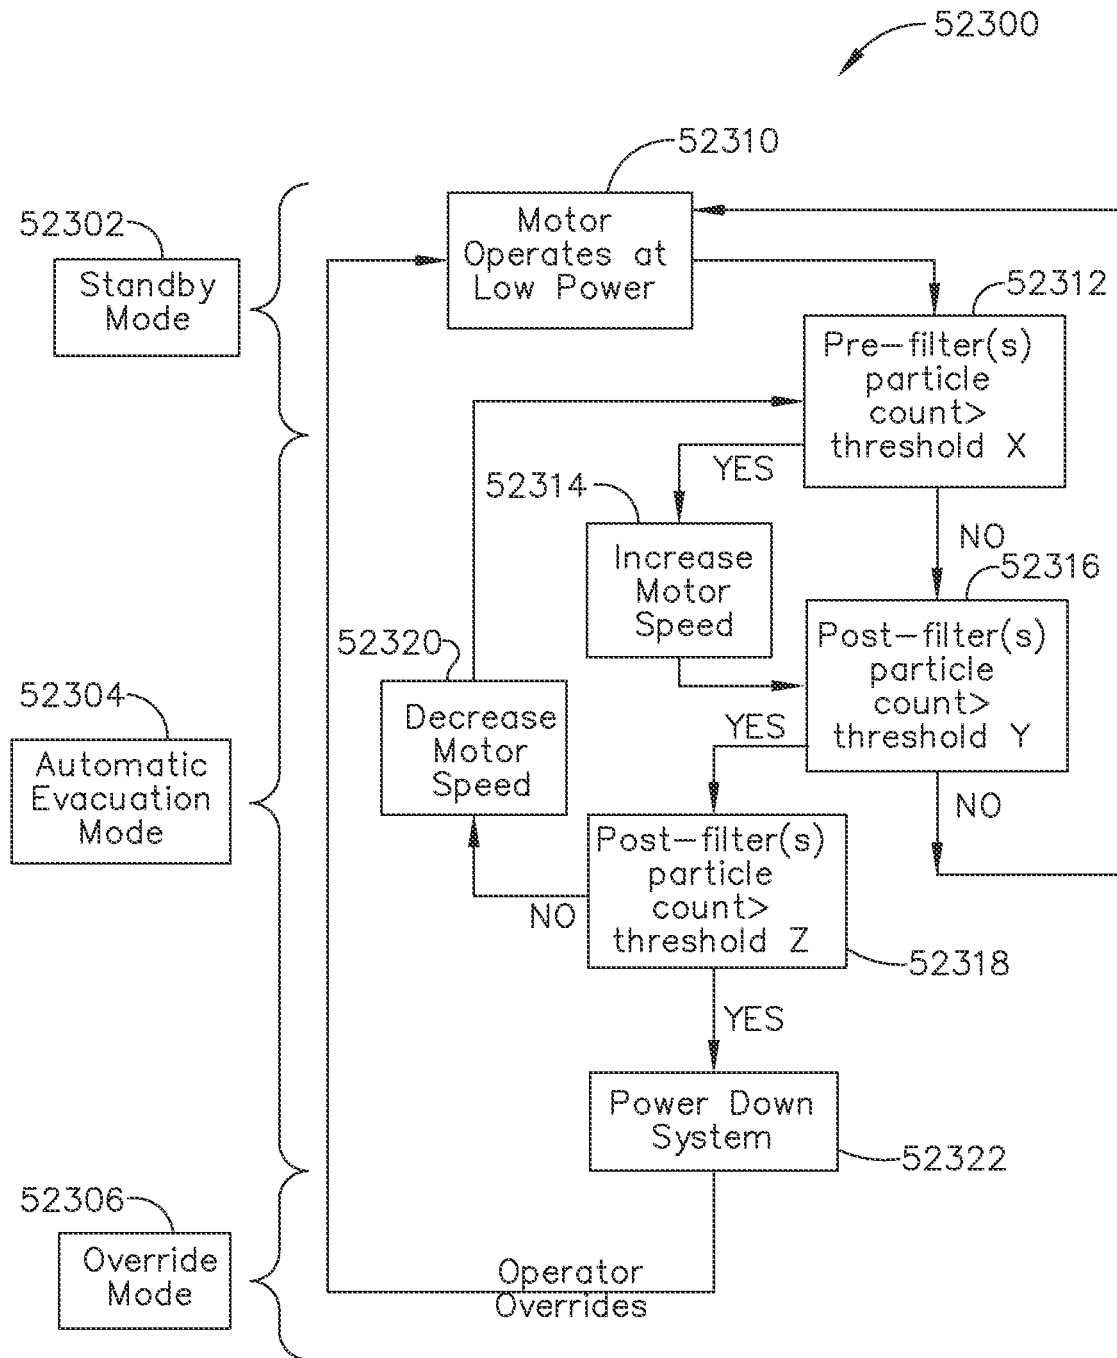 52300
52310
Motor
Operates at
Low Power
52302
Standby
Mode
52312
Pre-filter(s)
particle
count>
threshold X
YES
52314
NO
Increase
Motor
Speed
52316
Post-filter(s)
particle
count>
threshold Y
52320
Decrease
Motor
Speed
52304
Automatic
Evacuation
Mode
YES
NO
Post-filter(s)
particle
count>
threshold Z
NO
52318
YES
Power Down
System
52322
52306
Override
Mode
Operator
Overrides